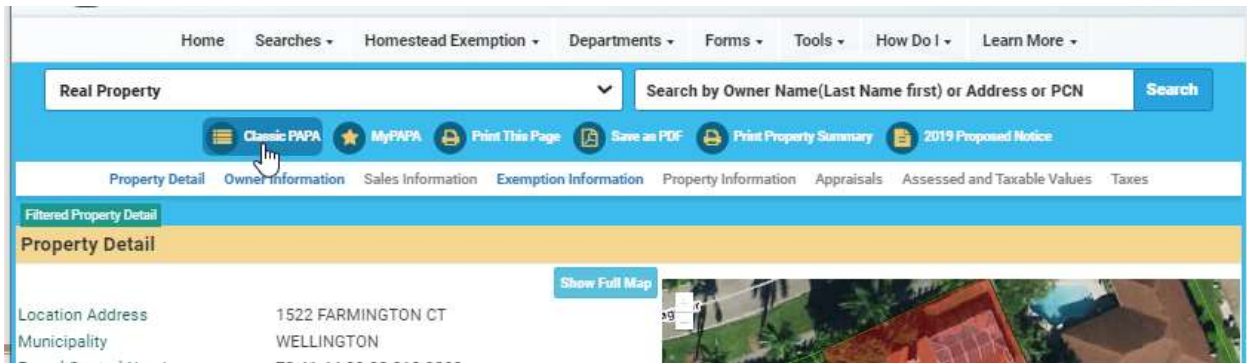 Home Searches Homestead Exemption Departments Forms Tools How Do I Learn More
Real Property Search by Owner Name(Last Name first) or Address or PCN Search
Classic PAPA MyPAPA Print This Page Save as PDF Print Property Summary 2019 Proposed Notice
Property Detail Owner Information Sales Information Exemption Information Property Information Appraisals Assessed and Taxable Values Taxes
Filtered Property Detail
Property Detail
Show Full Map
Location Address 1522 FARMINGTON CT
Municipality WELLINGTON